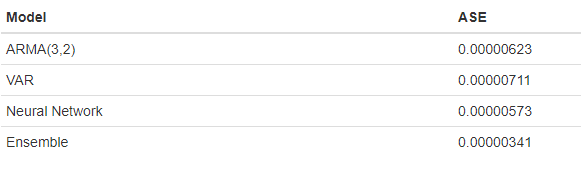 Model ASE
ARMA(3,2) 0.00000623
VAR 0.00000711
Neural Network 0.00000573
Ensemble 0.00000341